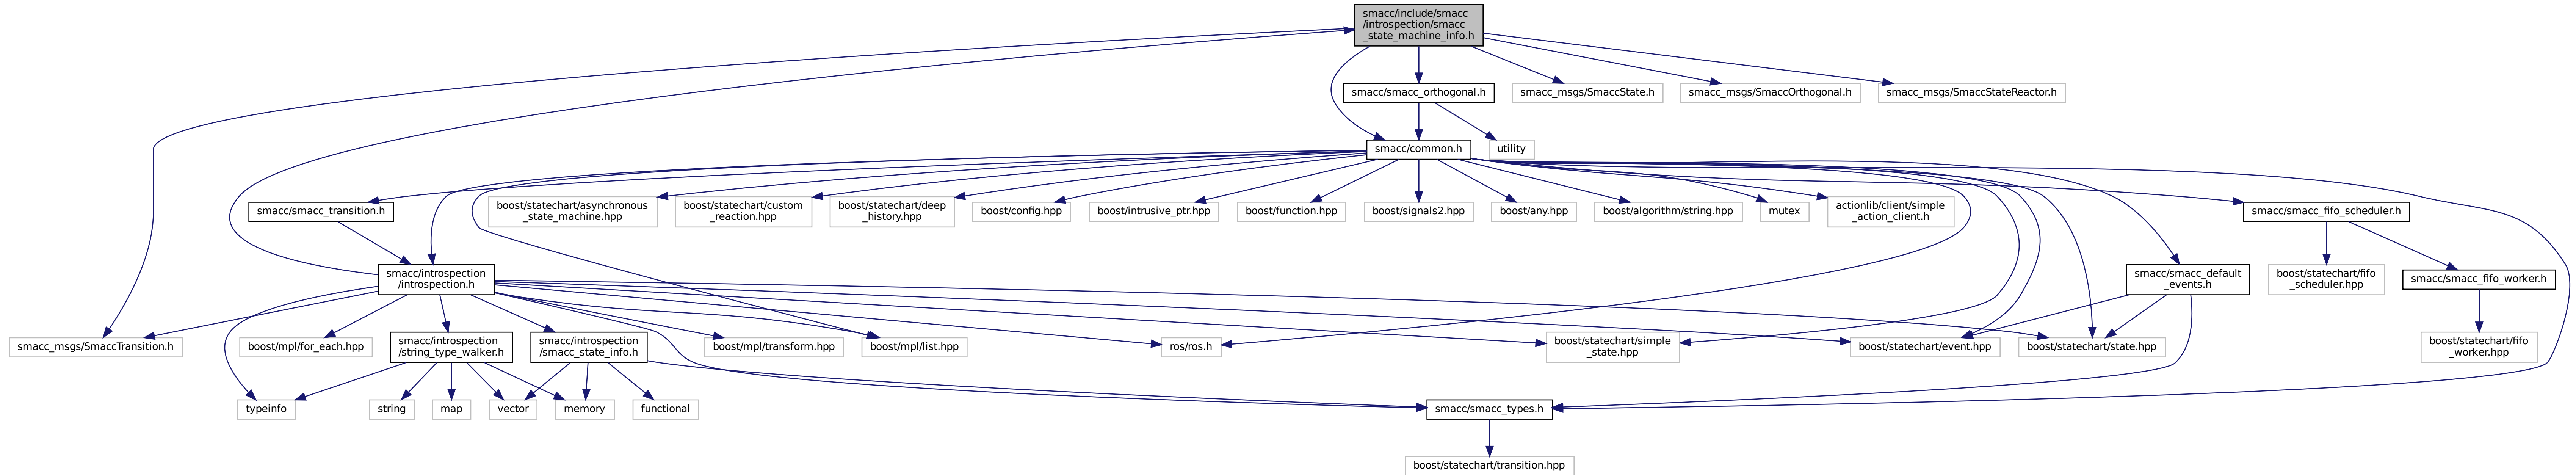 smacc/include/smacc
/introspection/smacc
_state_machine_info.h
smacc/smacc_orthogonal.h
smacc_msgs/SmaccState.h
smacc_msgs/SmaccOrthogonal.h
smacc_msgs/SmaccStateReactor.h
smacc/common.h
utility
smacc/smacc_transition.h
boost/statechart/asynchronous
_state_machine.hpp
boost/statechart/custom
_reaction.hpp
boost/statechart/deep
_history.hpp
boost/config.hpp
boost/intrusive_ptr.hpp
boost/function.hpp
boost/signals2.hpp
boost/any.hpp
boost/algorithm/string.hpp
mutex
actionlib/client/simple
_action_client.h
smacc/smacc_fifo_scheduler.h
smacc/introspection
/introspection.h
smacc/smacc_default
_events.h
boost/statechart/fifo
_scheduler.hpp
smacc/smacc_fifo_worker.h
smacc_msgs/SmaccTransition.h
boost/mpl/for_each.hpp
smacc/introspection
/string_type_walker.h
smacc/introspection
/smacc_state_info.h
boost/mpl/transform.hpp
boost/mpl/list.hpp
ros/ros.h
boost/statechart/simple
_state.hpp
boost/statechart/event.hpp
boost/statechart/state.hpp
boost/statechart/fifo
_worker.hpp
typeinfo
string
map
vector
memory
functional
smacc/smacc_types.h
boost/statechart/transition.hpp